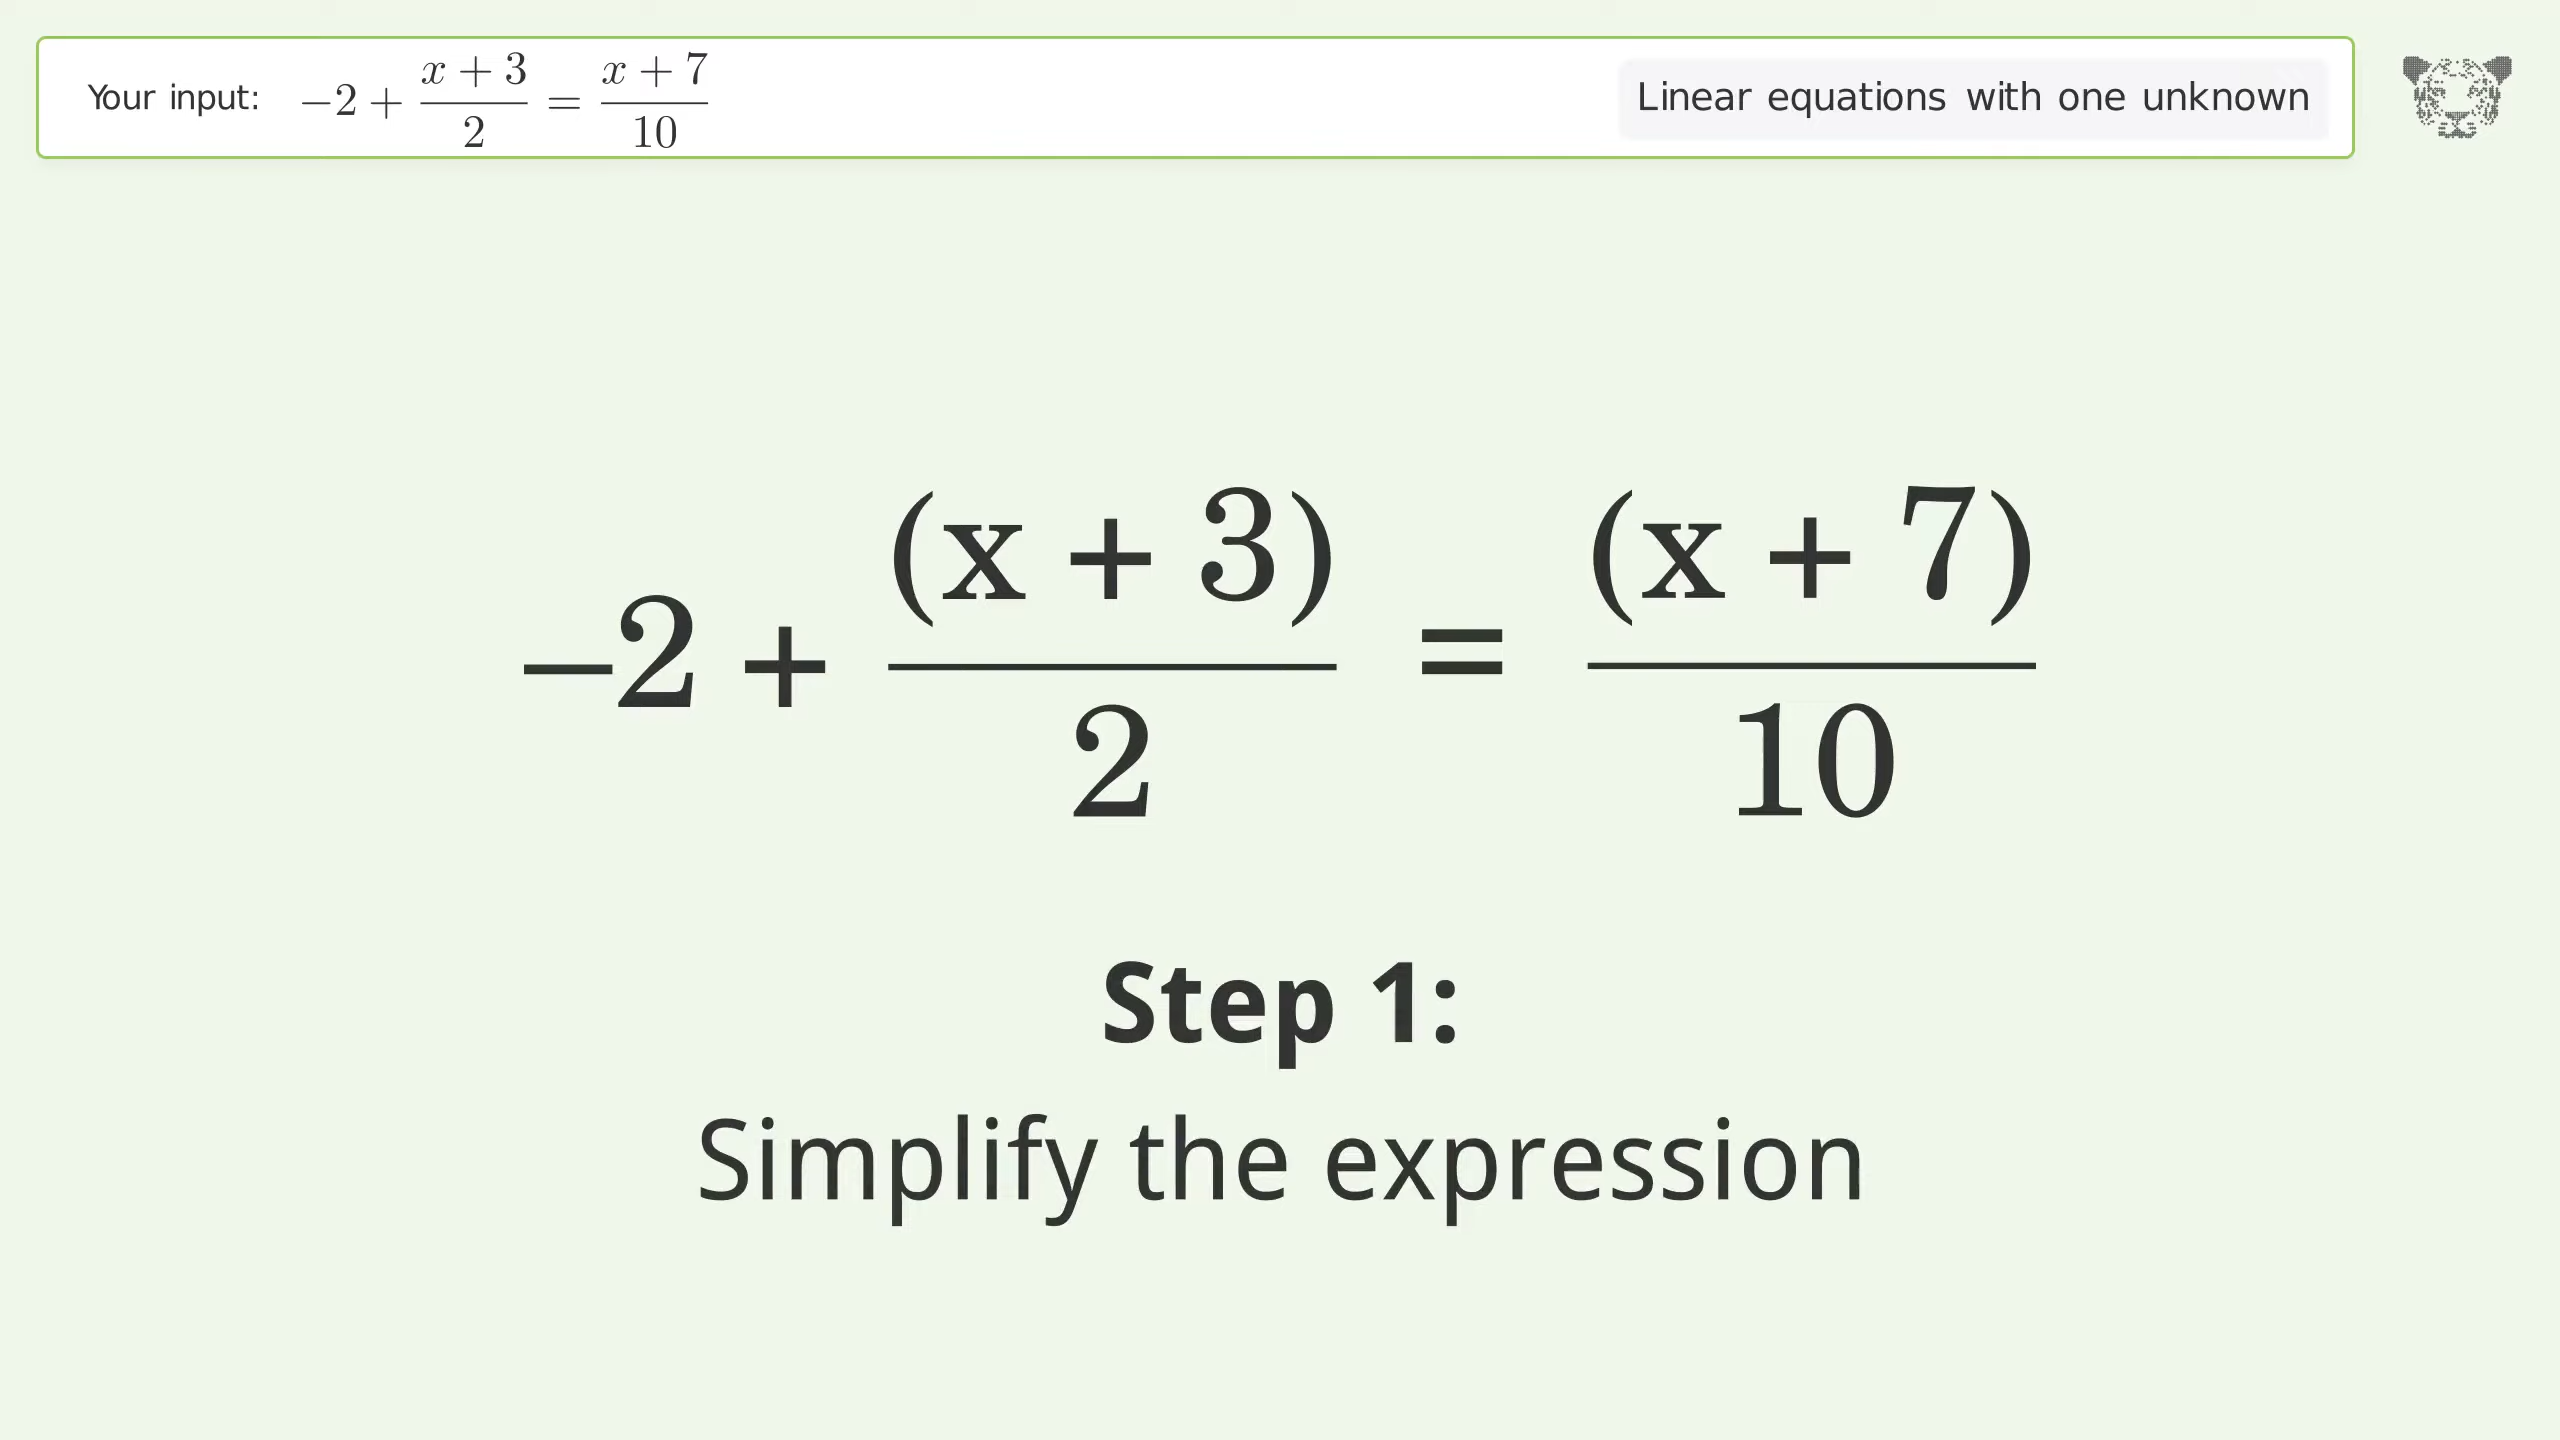 Your input: −2 + (x + 3)/2 = (x + 7)/10
Linear equations with one unknown
−2 + (x + 3)/2 = (x + 7)/10
Step 1:
Simplify the expression